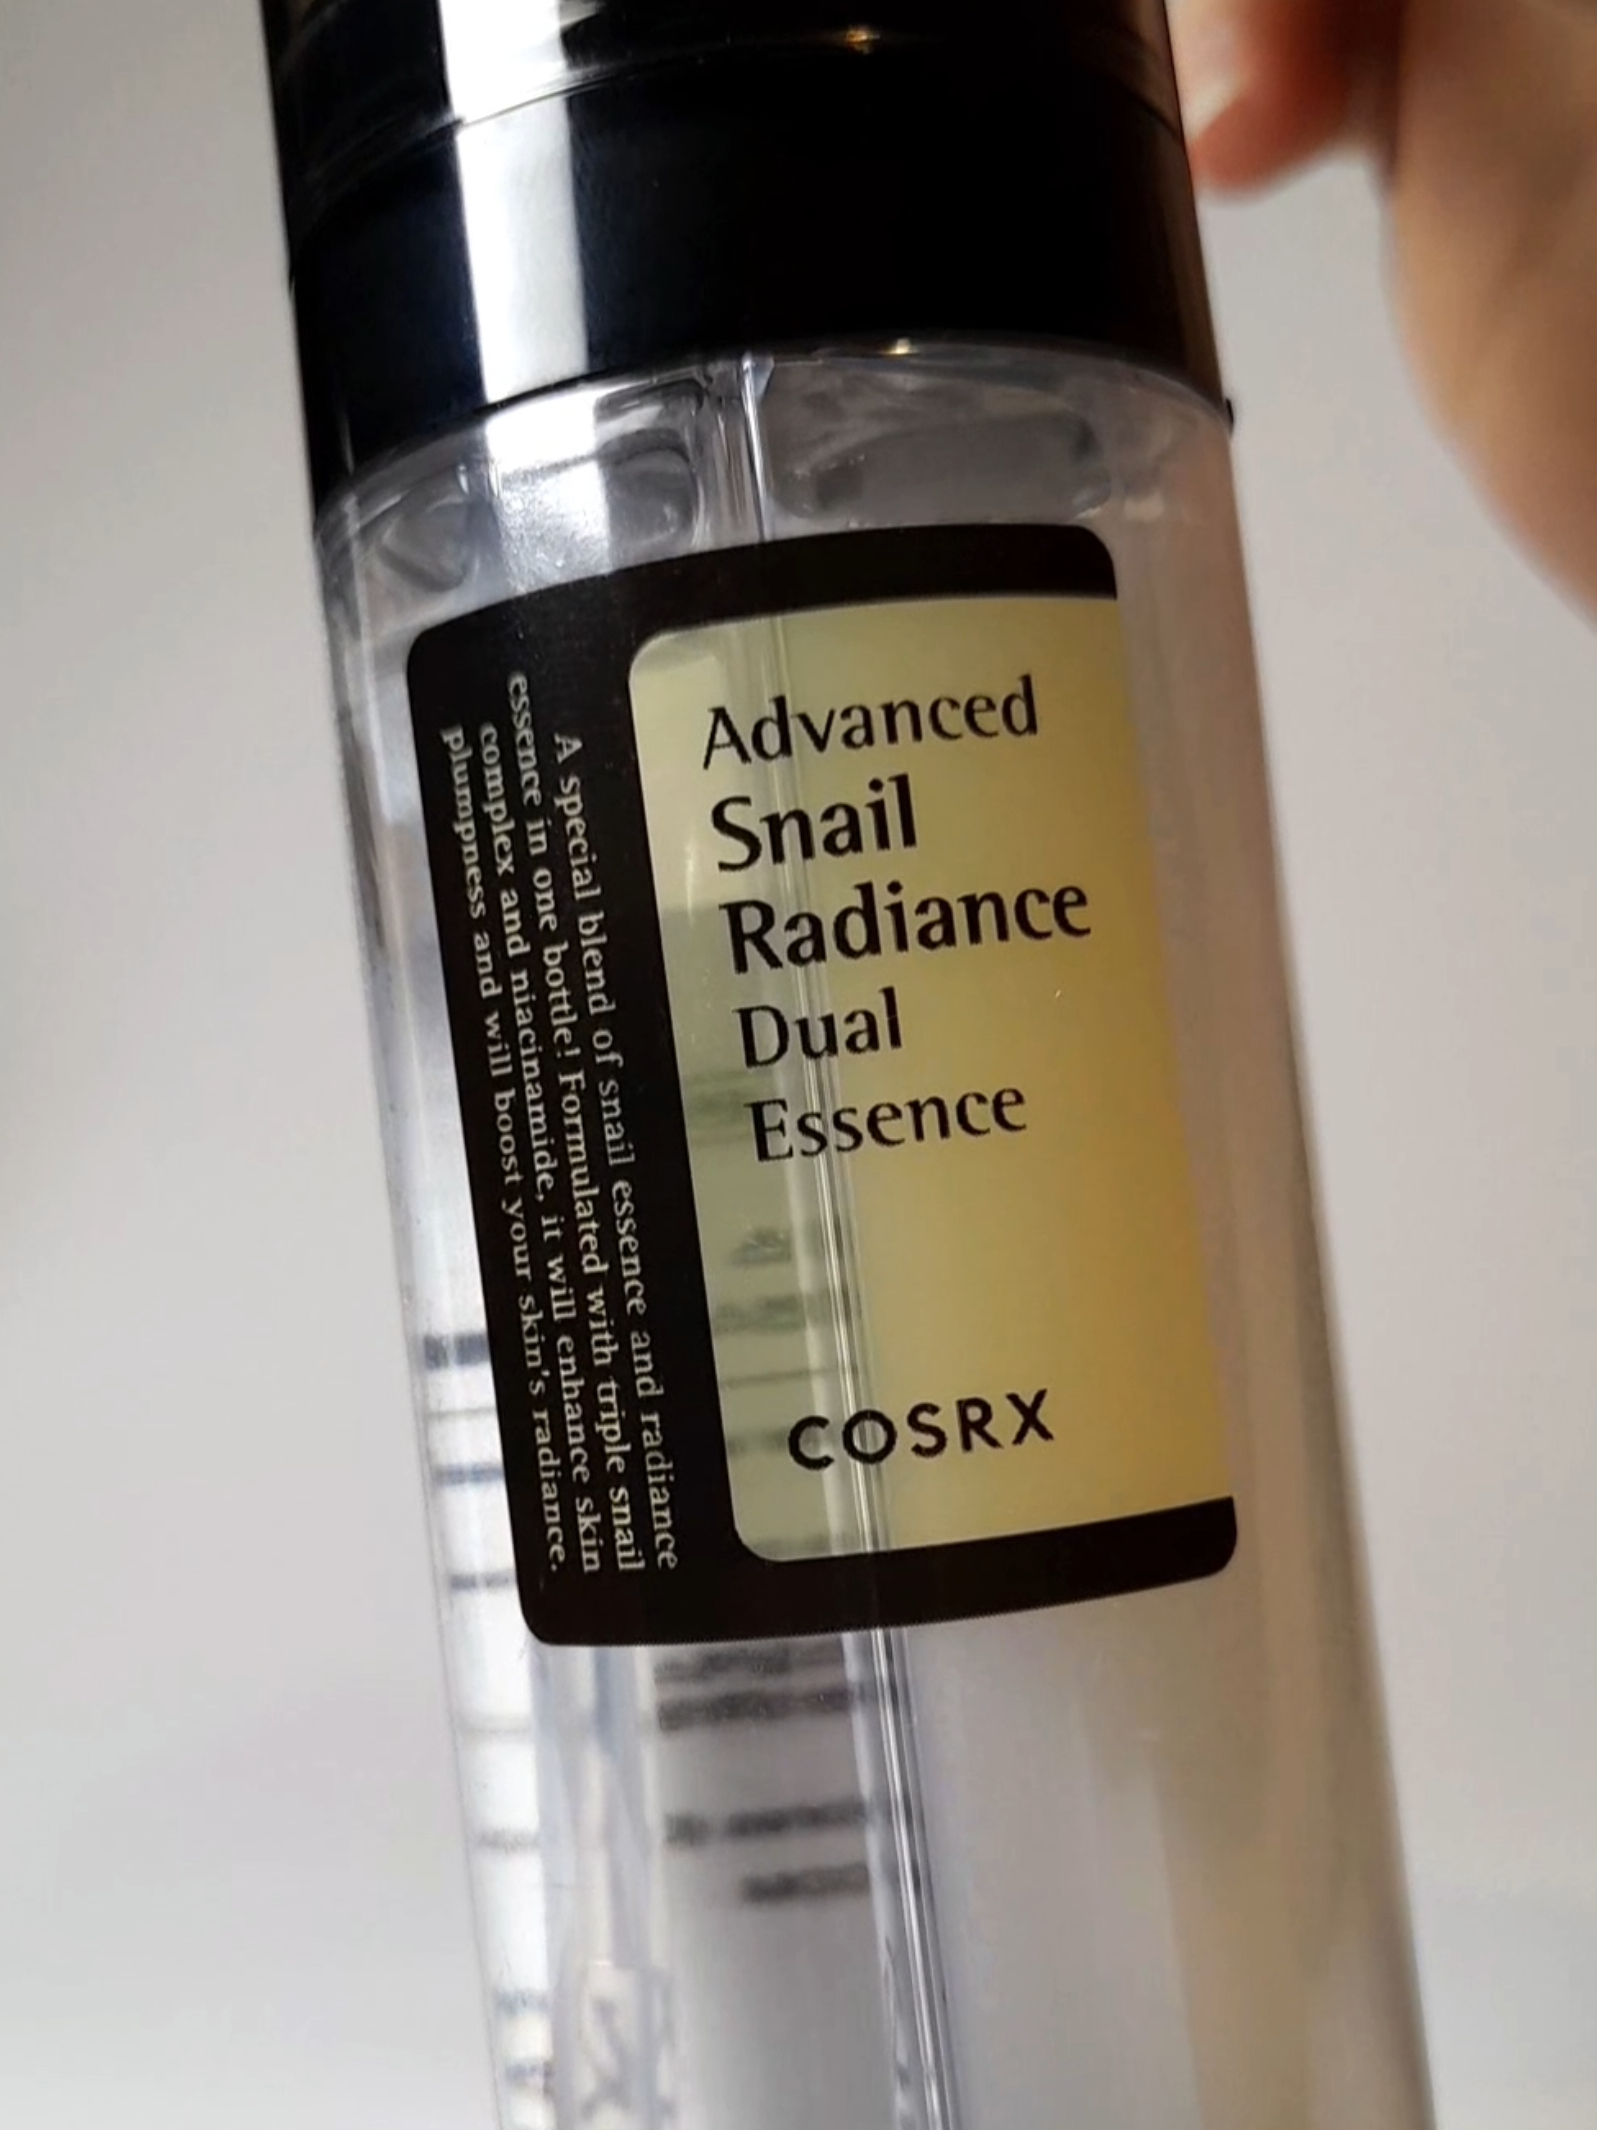 Advanced
Snail
Radiance
Dual
Essence
COSRX
A special blend of snail essence and radiance
essence in one bottle! Formulated with triple snail
complex and niacinamide, it will enhance skin
plumpness and will boost your skin's radiance.